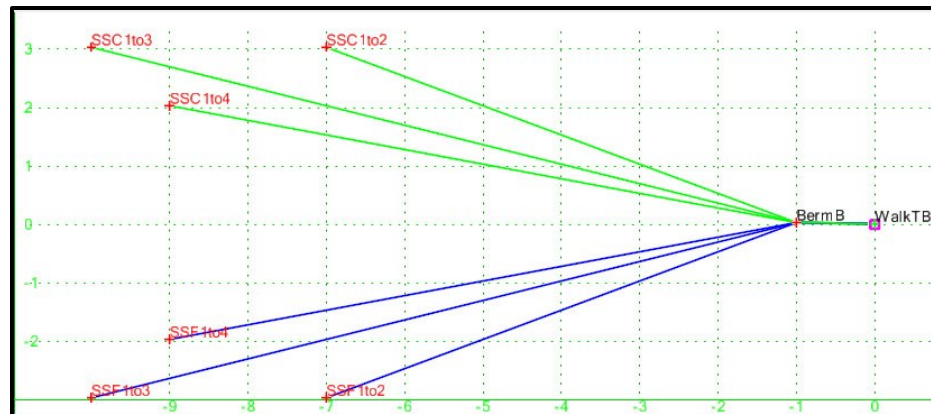 SSC1to3
SSC1to2
3
SSC1to4
2
1
BermB
WalkTB
0
-1
SSF1to4
-2
SSF1to3
SSF1to2
-9
-8
-7
-6
-5
-4
-3
-2
-1
0